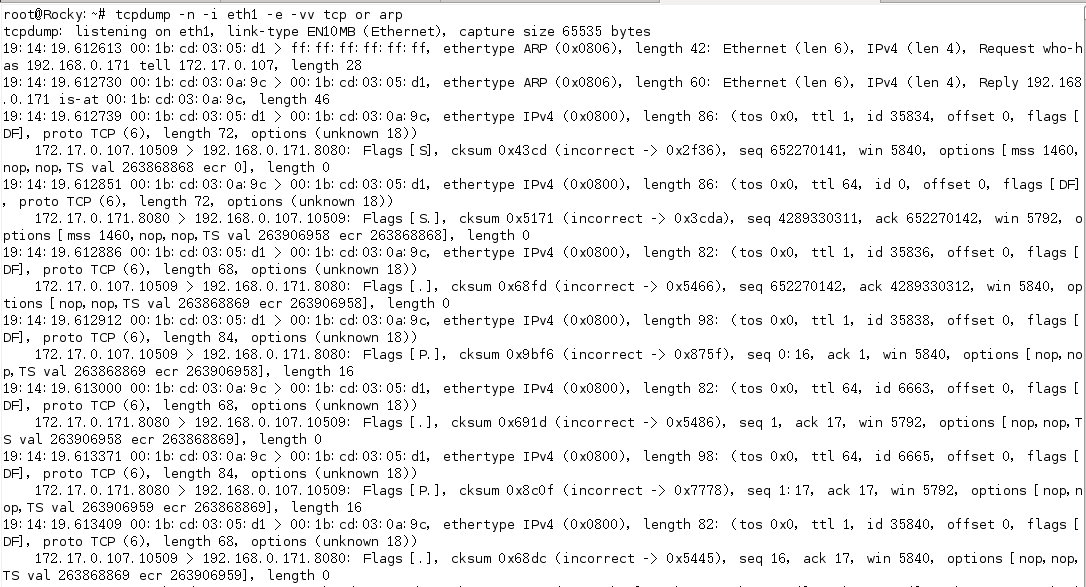 root@Rocky:~# tcpdump -n -i eth1 -e -vv tcp or arp
tcpdump: listening on eth1, link-type EN10MB (Ethernet), capture size 65535 bytes
19:14:19.612613 00:1b:cd:03:05:d1 > ff:ff:ff:ff:ff:ff, ethertype ARP (0x0806), length 42: Ethernet (len 6), IPv4 (len 4), Request who-h
as 192.168.0.171 tell 172.17.0.107, length 28
19:14:19.612730 00:1b:cd:03:0a:9c > 00:1b:cd:03:05:d1, ethertype ARP (0x0806), length 60: Ethernet (len 6), IPv4 (len 4), Reply 192.168
.0.171 is-at 00:1b:cd:03:0a:9c, length 46
19:14:19.612739 00:1b:cd:03:05:d1 > 00:1b:cd:03:0a:9c, ethertype IPv4 (0x0800), length 86: (tos 0x0, ttl 1, id 35834, offset 0, flags [
DF], proto TCP (6), length 72, options (unknown 18))
    172.17.0.107.10509 > 192.168.0.171.8080: Flags [S], cksum 0x43cd (incorrect -> 0x2f36), seq 652270141, win 5840, options [mss 1460,
nop,nop,TS val 263868868 ecr 0], length 0
19:14:19.612851 00:1b:cd:03:0a:9c > 00:1b:cd:03:05:d1, ethertype IPv4 (0x0800), length 86: (tos 0x0, ttl 64, id 0, offset 0, flags [DF]
, proto TCP (6), length 72, options (unknown 18))
    172.17.0.171.8080 > 192.168.0.107.10509: Flags [S.], cksum 0x5171 (incorrect -> 0x3cda), seq 4289330311, ack 652270142, win 5792, o
ptions [mss 1460,nop,nop,TS val 263906958 ecr 263868868], length 0
19:14:19.612886 00:1b:cd:03:05:d1 > 00:1b:cd:03:0a:9c, ethertype IPv4 (0x0800), length 82: (tos 0x0, ttl 1, id 35836, offset 0, flags [
DF], proto TCP (6), length 68, options (unknown 18))
    172.17.0.107.10509 > 192.168.0.171.8080: Flags [.], cksum 0x68fd (incorrect -> 0x5466), seq 652270142, ack 4289330312, win 5840, op
tions [nop,nop,TS val 263868869 ecr 263906958], length 0
19:14:19.612912 00:1b:cd:03:05:d1 > 00:1b:cd:03:0a:9c, ethertype IPv4 (0x0800), length 98: (tos 0x0, ttl 1, id 35838, offset 0, flags [
DF], proto TCP (6), length 84, options (unknown 18))
    172.17.0.107.10509 > 192.168.0.171.8080: Flags [P.], cksum 0x9bf6 (incorrect -> 0x875f), seq 0:16, ack 1, win 5840, options [nop,no
p,TS val 263868869 ecr 263906958], length 16
19:14:19.613000 00:1b:cd:03:0a:9c > 00:1b:cd:03:05:d1, ethertype IPv4 (0x0800), length 82: (tos 0x0, ttl 64, id 6663, offset 0, flags [
DF], proto TCP (6), length 68, options (unknown 18))
    172.17.0.171.8080 > 192.168.0.107.10509: Flags [.], cksum 0x691d (incorrect -> 0x5486), seq 1, ack 17, win 5792, options [nop,nop,T
S val 263906958 ecr 263868869], length 0
19:14:19.613371 00:1b:cd:03:0a:9c > 00:1b:cd:03:05:d1, ethertype IPv4 (0x0800), length 98: (tos 0x0, ttl 64, id 6665, offset 0, flags [
DF], proto TCP (6), length 84, options (unknown 18))
    172.17.0.171.8080 > 192.168.0.107.10509: Flags [P.], cksum 0x8c0f (incorrect -> 0x7778), seq 1:17, ack 17, win 5792, options [nop,n
op,TS val 263906959 ecr 263868869], length 16
19:14:19.613409 00:1b:cd:03:05:d1 > 00:1b:cd:03:0a:9c, ethertype IPv4 (0x0800), length 82: (tos 0x0, ttl 1, id 35840, offset 0, flags [
DF], proto TCP (6), length 68, options (unknown 18))
    172.17.0.107.10509 > 192.168.0.171.8080: Flags [.], cksum 0x68dc (incorrect -> 0x5445), seq 16, ack 17, win 5840, options [nop,nop,
TS val 263868869 ecr 263906959], length 0